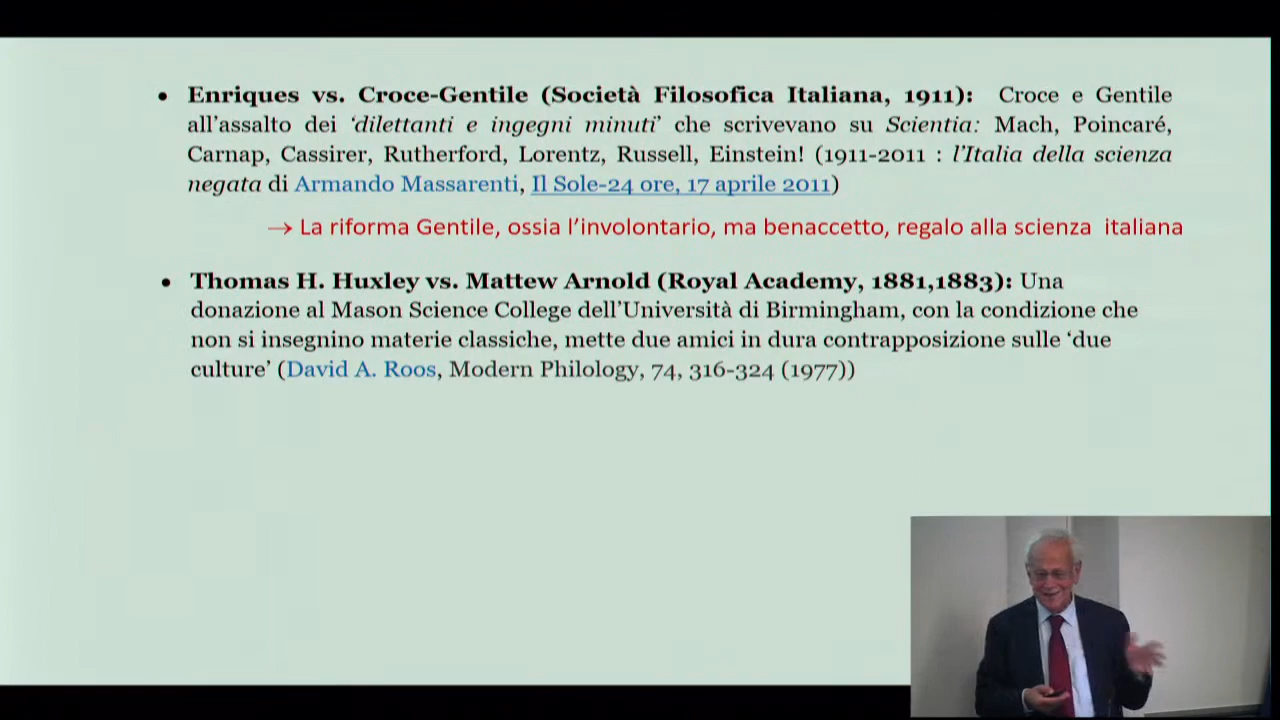 • Enriques vs. Croce-Gentile (Società Filosofica Italiana, 1911): Croce e Gentile
all'assalto dei 'dilettanti e ingegni minuti' che scrivevano su Scientia: Mach, Poincaré,
Carnap, Cassirer, Rutherford, Lorentz, Russell, Einstein! (1911-2011 : l'Italia della scienza
negata di Armando Massarenti, Il Sole-24 ore, 17 aprile 2011)
→ La riforma Gentile, ossia l'involontario, ma benaccetto, regalo alla scienza italiana
• Thomas H. Huxley vs. Mattew Arnold (Royal Academy, 1881,1883): Una
donazione al Mason Science College dell'Università di Birmingham, con la condizione che
non si insegnino materie classiche, mette due amici in dura contrapposizione sulle 'due
culture' (David A. Roos, Modern Philology, 74, 316-324 (1977))